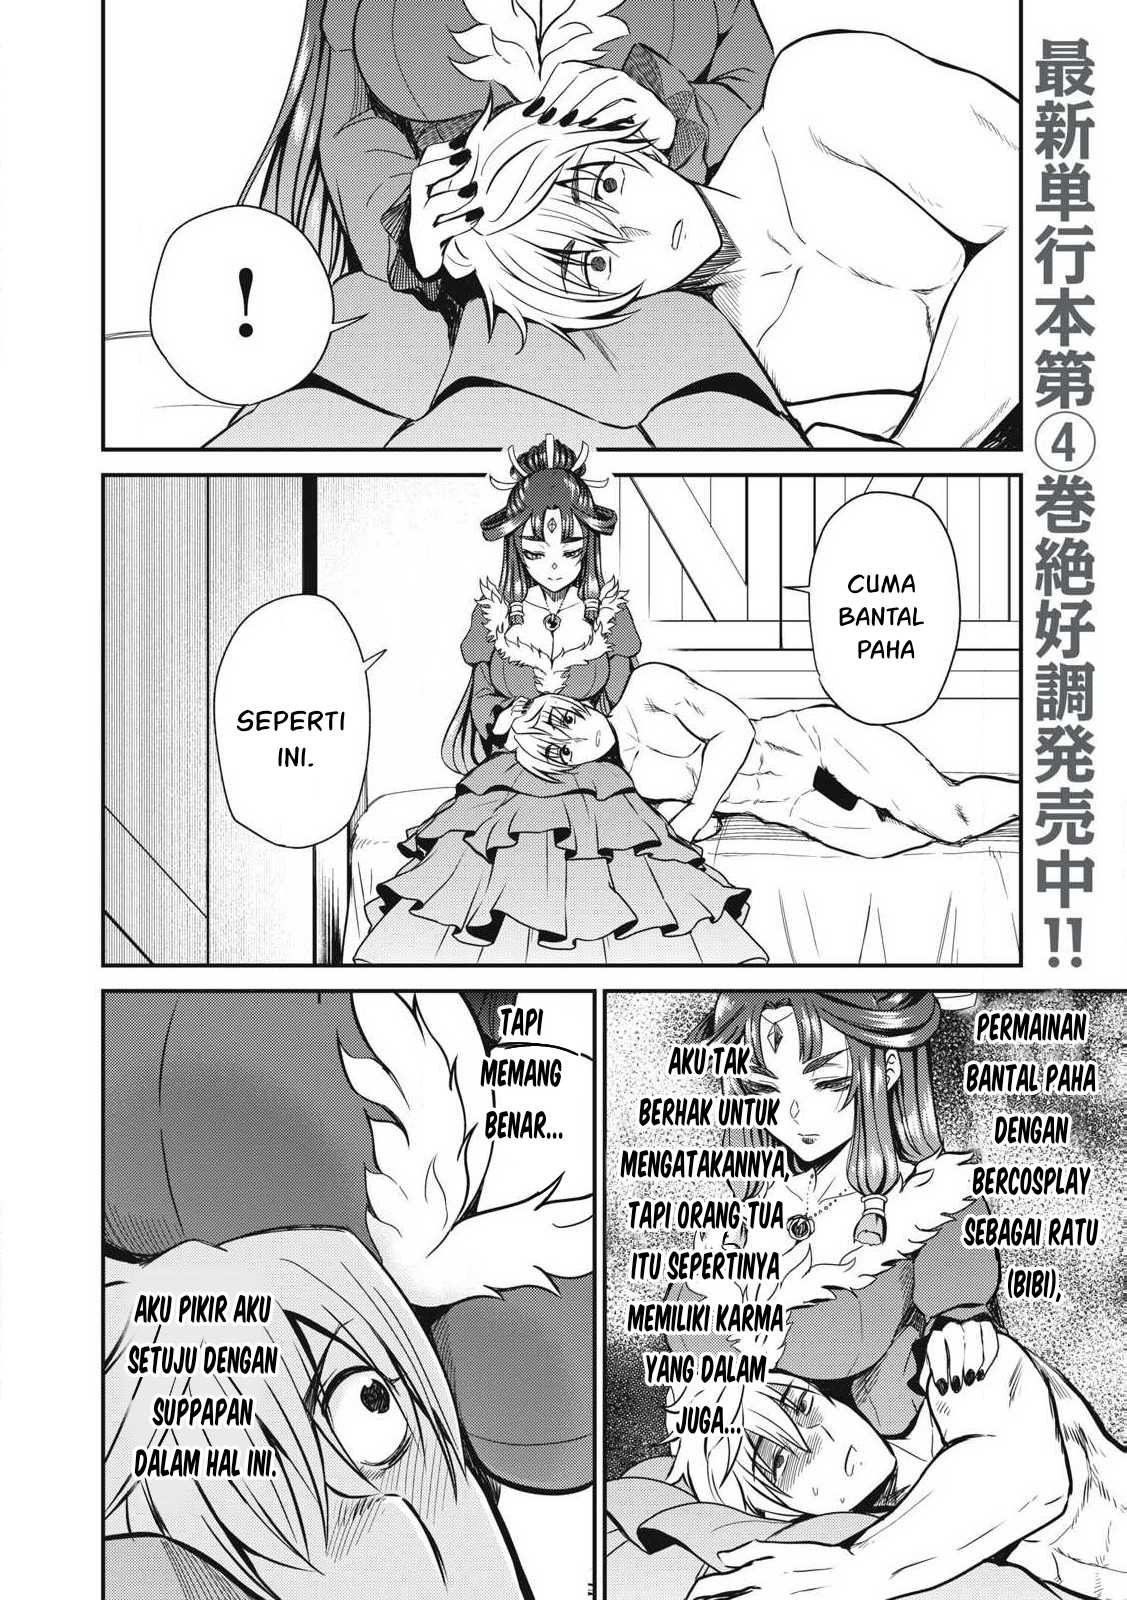 最新単行本第④巻絶好調発売中!!
!
CUMA
BANTAL
PAHA
SEPERTI
INI.
PERMAINAN
BANTAL PAHA
DENGAN
BERCOSPLAY
SEBAGAI RATU
(BIBI),
AKU TAK
BERHAK UNTUK
MENGATAKANNYA,
TAPI ORANG TUA
ITU SEPERTINYA
MEMILIKI KARMA
YANG DALAM
JUGA...
TAPI
MEMANG
BENAR...
AKU PIKIR AKU
SETUJU DENGAN
SUPPAPAN
DALAM HAL INI.